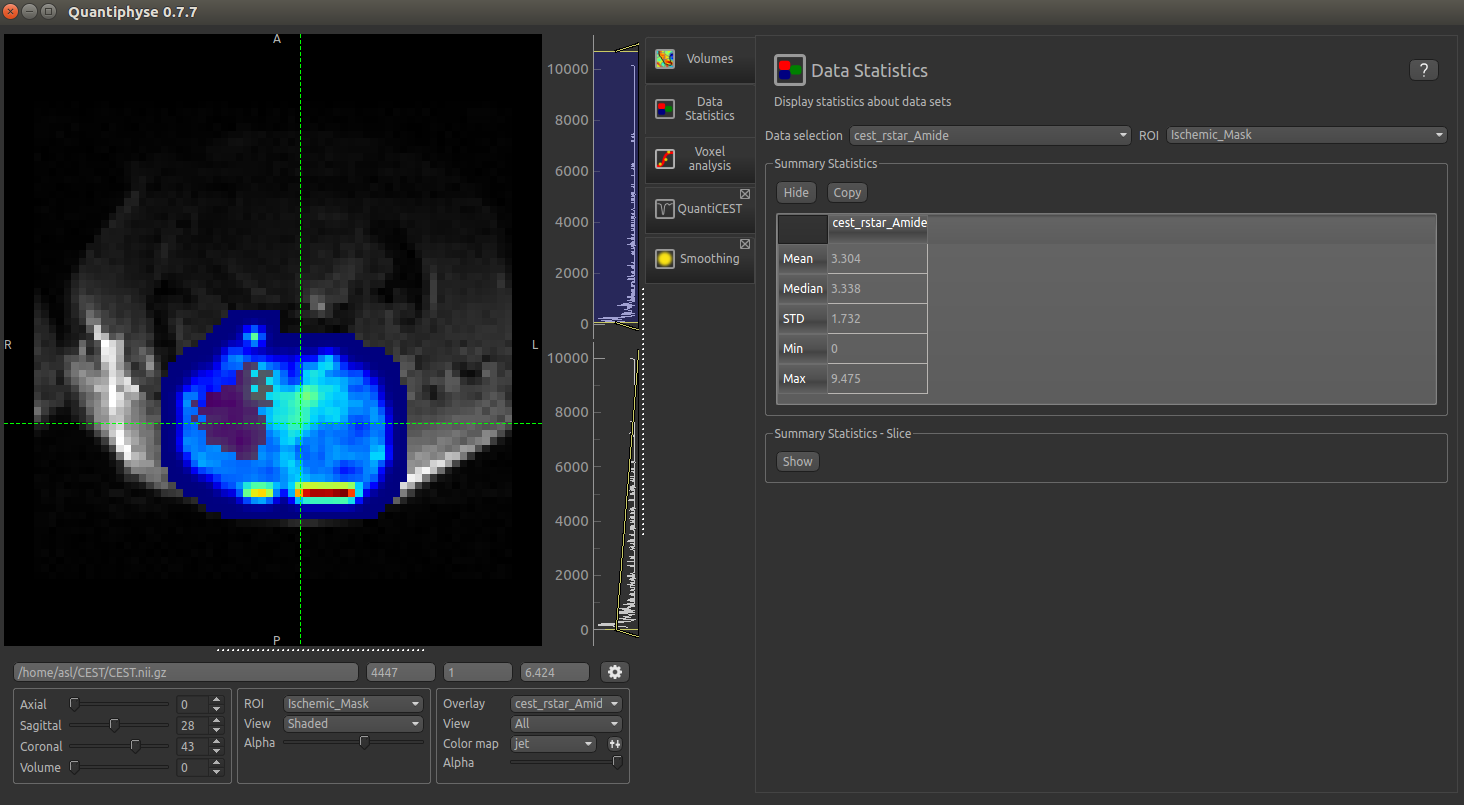 Quantiphyse 0.7.7
A
R
L
P
10000
8000
6000
4000
2000
0
10000
8000
6000
4000
2000
0
Volumes
Data
Statistics
Voxel
analysis
QuantiCEST
Smoothing
Data Statistics
?
Display statistics about data sets
Data selection cest_rstar_Amide ROI Ischemic_Mask
Summary Statistics
Hide Copy
cest_rstar_Amide
Mean 3.304
Median 3.338
STD 1.732
Min 0
Max 9.475
Summary Statistics - Slice
Show
/home/asl/CEST/CEST.nii.gz 4447 1 6.424
Axial 0
Sagittal 28
Coronal 43
Volume 0
ROI Ischemic_Mask
View Shaded
Alpha
Overlay cest_rstar_Amid
View All
Color map jet
Alpha